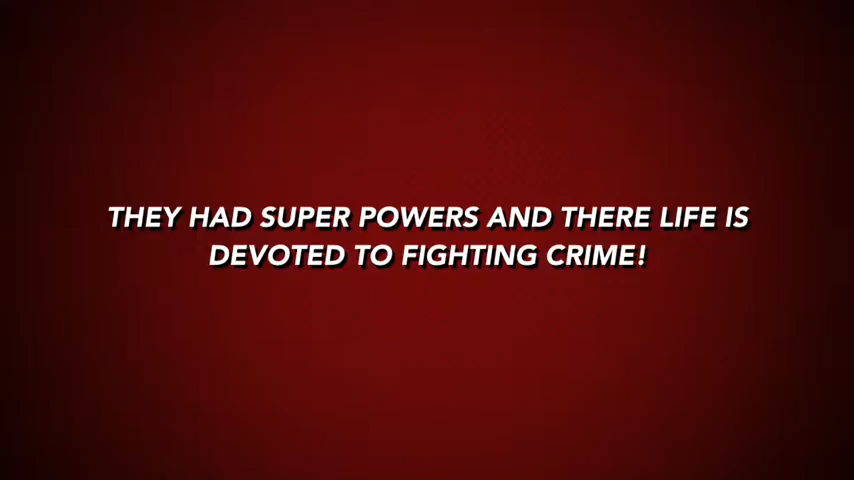 THEY HAD SUPER POWERS AND THERE LIFE IS
DEVOTED TO FIGHTING CRIME!